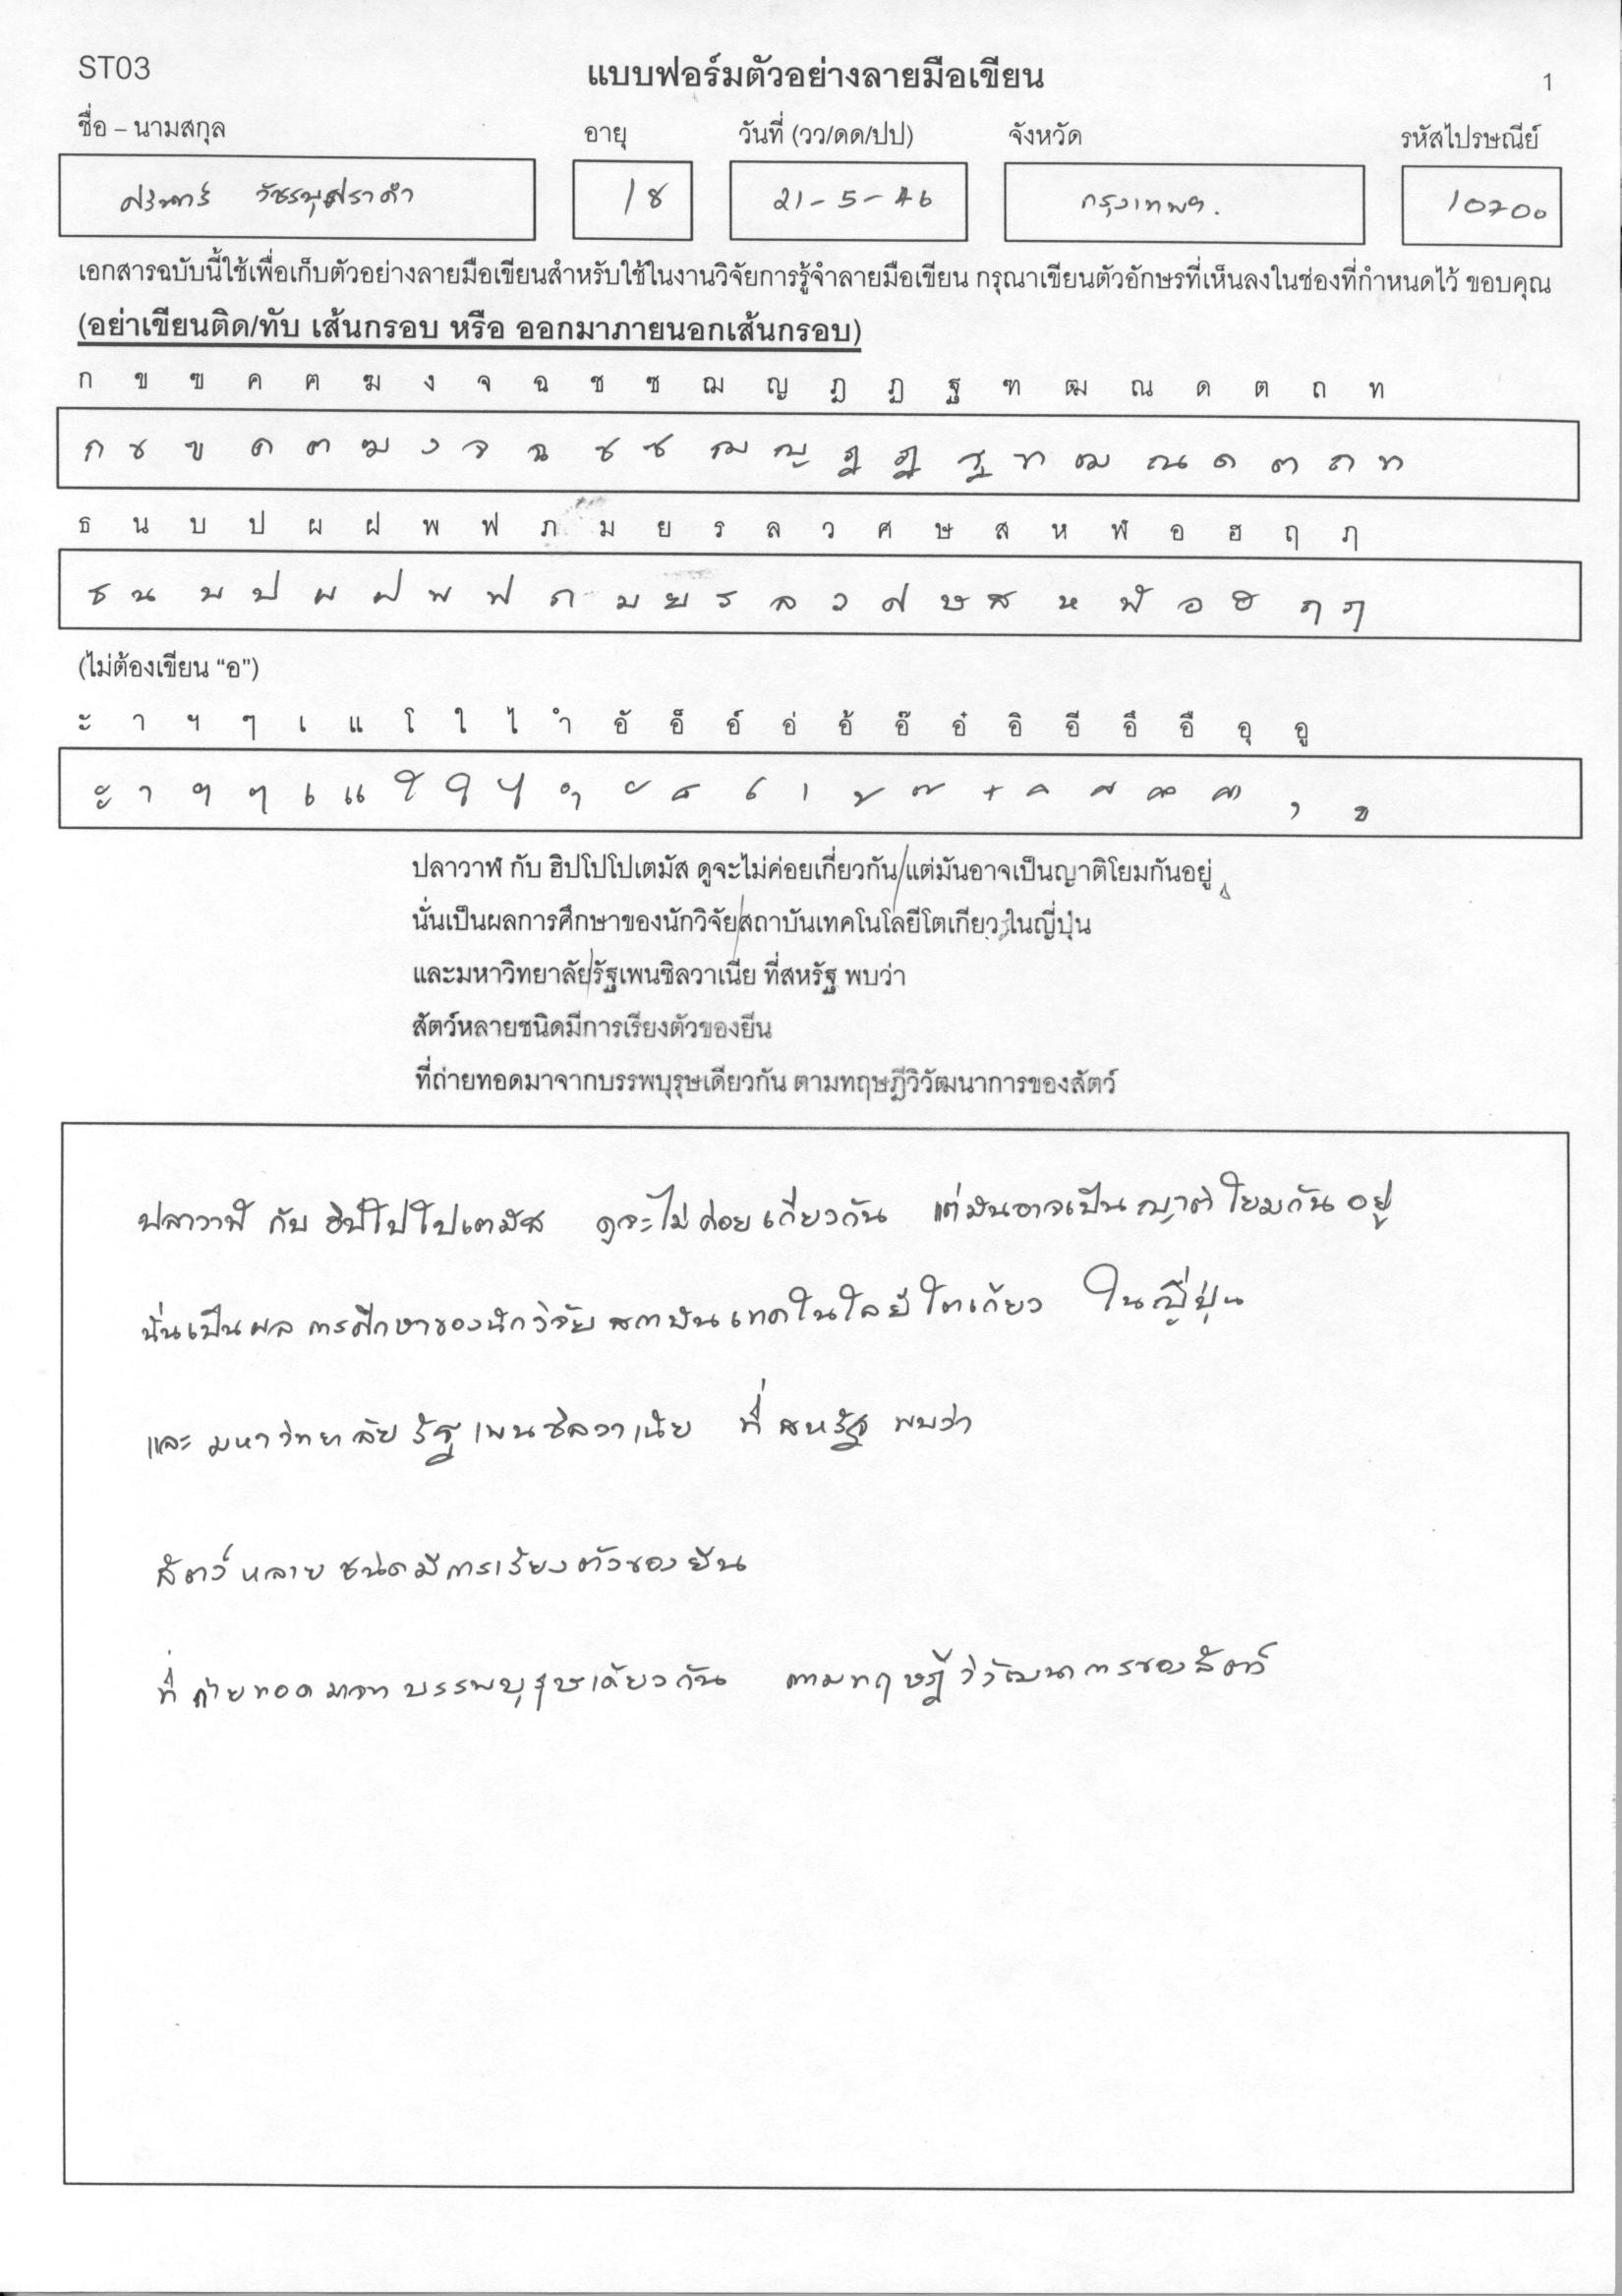 ST03 แบบฟอร์มตัวอย่างลายมือเขียน 1
ชื่อ – นามสกุล อายุ วันที่ (วว/ดด/ปป) จังหวัด รหัสไปรษณีย์
18 21-5-46 กรุงเทพฯ. 10700
เอกสารฉบับนี้ใช้เพื่อเก็บตัวอย่างลายมือเขียนสำหรับใช้ในงานวิจัยการรู้จำลายมือเขียน กรุณาเขียนตัวอักษรที่เห็นลงในช่องที่กำหนดไว้ ขอบคุณ
(อย่าเขียนติด/ทับ เส้นกรอบ หรือ ออกมาภายนอกเส้นกรอบ)
ก ข ฃ ค ฅ ฆ ง จ ฉ ช ซ ฌ ญ ฎ ฏ ฐ ฑ ฒ ณ ด ต ถ ท
ก ข ฃ ค ฅ ฆ ง จ ฉ ช ซ ฌ ญ ฎ ฏ ฐ ฑ ฒ ณ ด ต ถ ท
ธ น บ ป ผ ฝ พ ฟ ภ ม ย ร ล ว ศ ษ ส ห ฬ อ ฮ ฤ ฦ
ธ น บ ป ผ ฝ พ ฟ ภ ม ย ร ล ว ศ ษ ส ห ฬ อ ฮ ฤ ฦ
(ไม่ต้องเขียน “อ”)
ะ า ฯ ๆ เ แ โ ใ ไ ำ อั อ็ อ์ อ่ อ้ อ๊ อ๋ อิ อี อึ อื อุ อู
ะ า ฯ ๆ เ แ โ ใ ไ ำ ั ็ ์ ่ ้ ๊ ๋ ิ ี ึ ื ุ ู
ปลาวาฬ กับ ฮิปโปโปเตมัส ดูจะไม่ค่อยเกี่ยวกัน/แต่มันอาจเป็นญาติโยมกันอยู่
นั่นเป็นผลการศึกษาของนักวิจัย/สถาบันเทคโนโลยีโตเกียว ในญี่ปุ่น
และมหาวิทยาลัย/รัฐเพนซิลวาเนีย ที่สหรัฐ พบว่า
สัตว์หลายชนิดมีการเรียงตัวของยีน
ที่ถ่ายทอดมาจากบรรพบุรุษเดียวกัน ตามทฤษฎีวิวัฒนาการของสัตว์
ปลาวาฬ กับ ฮิปโปโปเตมัส ดูจะไม่ค่อยเกี่ยวกัน แต่มันอาจเป็นญาติโยมกันอยู่
นั่นเป็นผลการศึกษาของนักวิจัยสถาบันเทคโนโลยีโตเกียว ในญี่ปุ่น
และมหาวิทยาลัยรัฐเพนซิลวาเนีย ที่สหรัฐ พบว่า
สัตว์หลายชนิดมีการเรียงตัวของยีน
ที่ถ่ายทอดมาจากบรรพบุรุษเดียวกัน ตามทฤษฎีวิวัฒนาการของสัตว์